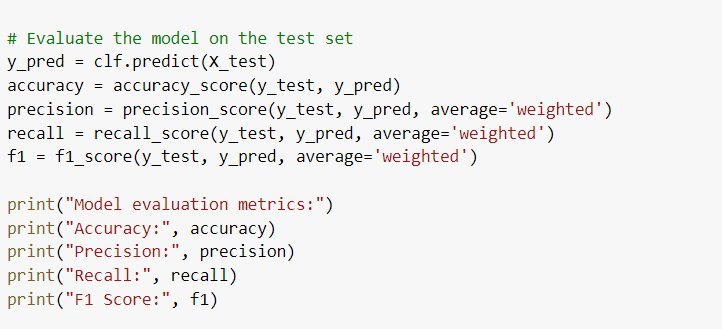 # Evaluate the model on the test set
y_pred = clf.predict(X_test)
accuracy = accuracy_score(y_test, y_pred)
precision = precision_score(y_test, y_pred, average='weighted')
recall = recall_score(y_test, y_pred, average='weighted')
f1 = f1_score(y_test, y_pred, average='weighted')
print("Model evaluation metrics:")
print("Accuracy:", accuracy)
print("Precision:", precision)
print("Recall:", recall)
print("F1 Score:", f1)